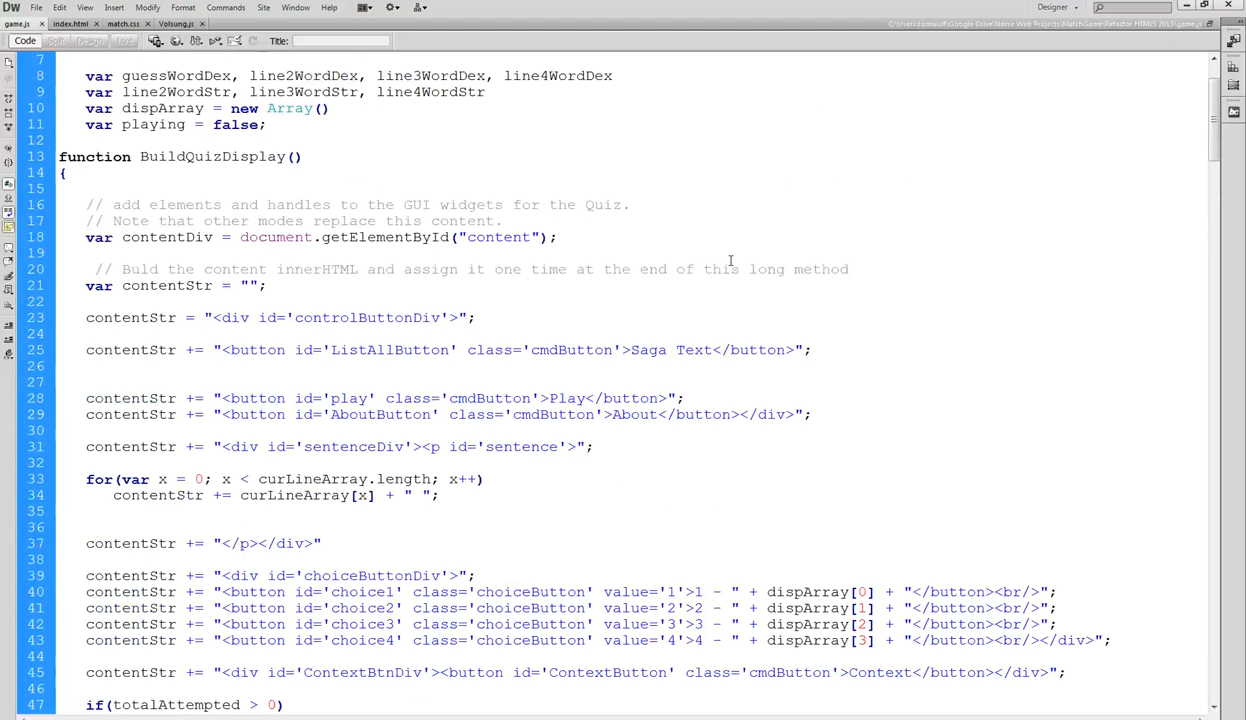 Dw File Edit View Insert Modify Format Commands Site Window Help Designer
game.js × index.html × match.css × Volsung.js ×
Code Split Design Live Title:
7
8 var guessWordDex, line2WordDex, line3WordDex, line4WordDex
9 var line2WordStr, line3WordStr, line4WordStr
10 var dispArray = new Array()
11 var playing = false;
12
13 function BuildQuizDisplay()
14 {
15
16 // add elements and handles to the GUI widgets for the Quiz.
17 // Note that other modes replace this content.
18 var contentDiv = document.getElementById("content");
19
20 // Buld the content innerHTML and assign it one time at the end of this long method
21 var contentStr = "";
22
23 contentStr = "<div id='controlButtonDiv'>";
24
25 contentStr += "<button id='ListAllButton' class='cmdButton'>Saga Text</button>";
26
27
28 contentStr += "<button id='play' class='cmdButton'>Play</button>";
29 contentStr += "<button id='AboutButton' class='cmdButton'>About</button></div>";
30
31 contentStr += "<div id='sentenceDiv'><p id='sentence'>";
32
33 for(var x = 0; x < curLineArray.length; x++)
34 contentStr += curLineArray[x] + " ";
35
36
37 contentStr += "</p></div>"
38
39 contentStr += "<div id='choiceButtonDiv'>";
40 contentStr += "<button id='choice1' class='choiceButton' value='1'>1 - " + dispArray[0] + "</button><br/>";
41 contentStr += "<button id='choice2' class='choiceButton' value='2'>2 - " + dispArray[1] + "</button><br/>";
42 contentStr += "<button id='choice3' class='choiceButton' value='3'>3 - " + dispArray[2] + "</button><br/>";
43 contentStr += "<button id='choice4' class='choiceButton' value='4'>4 - " + dispArray[3] + "</button><br/></div>";
44
45 contentStr += "<div id='ContextBtnDiv'><button id='ContextButton' class='cmdButton'>Context</button></div>";
46
47 if(totalAttempted > 0)